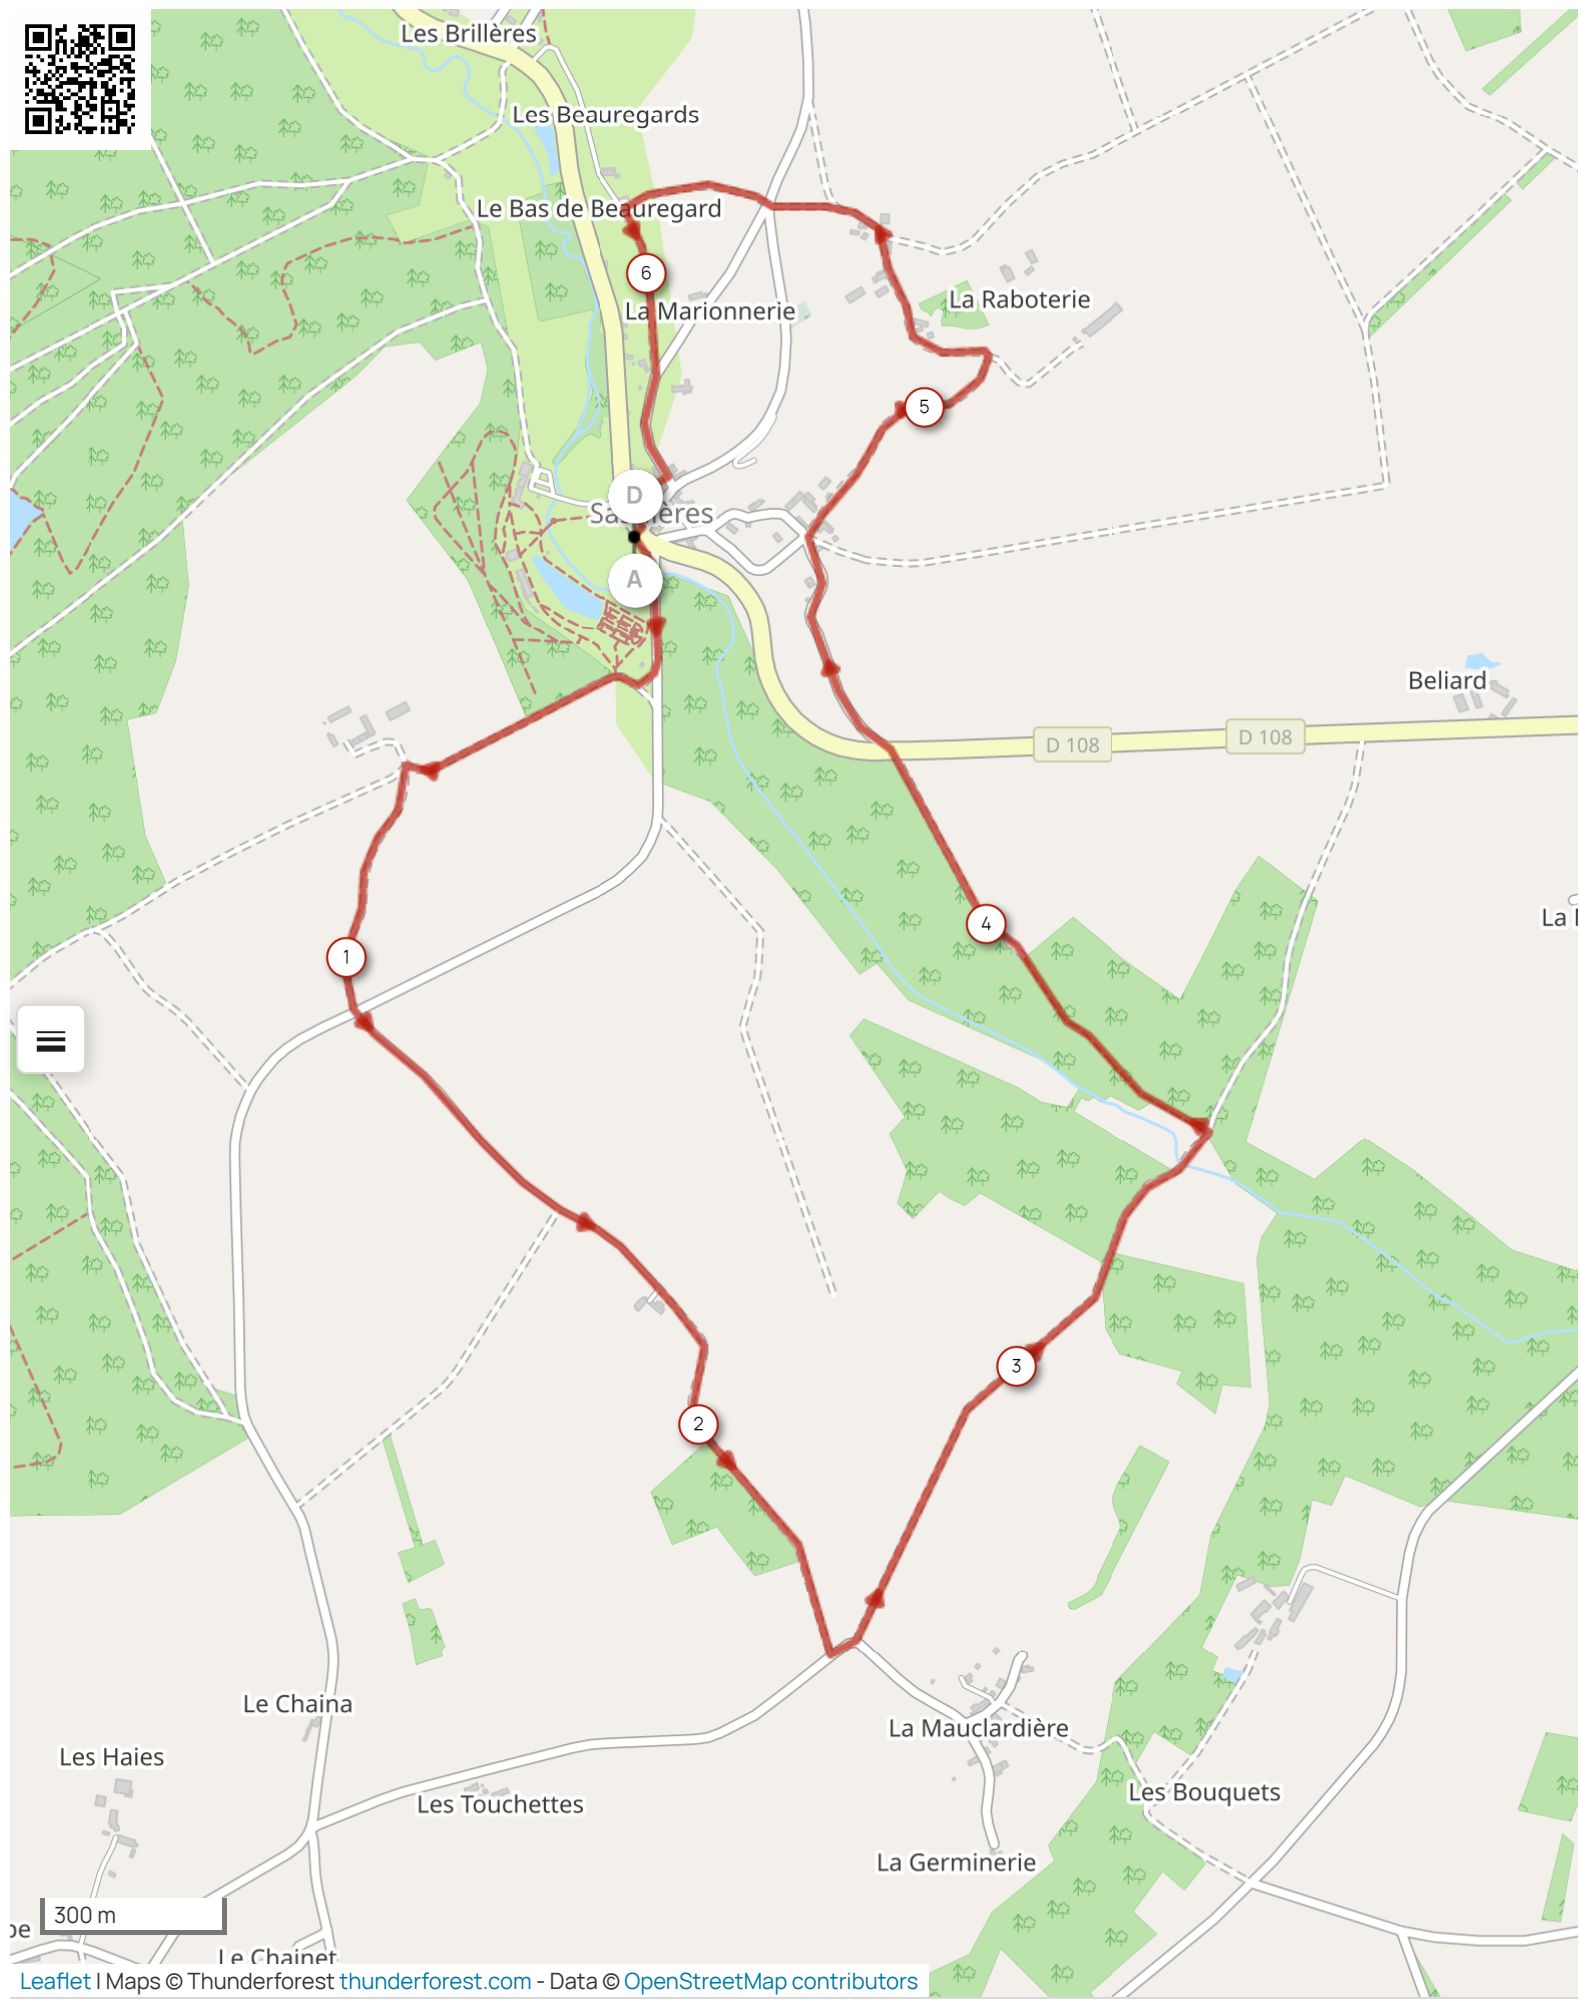 Les Brillères
Les Beauregards
Le Bas de Beauregard
6
La Marionnerie
La Raboterie
5
D
A
Beliard
D 108
D 108
La
4
1
3
2
Le Chaina
La Mauclardière
Les Haies
Les Bouquets
Les Touchettes
La Germinerie
300 m
Le Chainet
Leaflet | Maps © Thunderforest thunderforest.com - Data © OpenStreetMap contributors